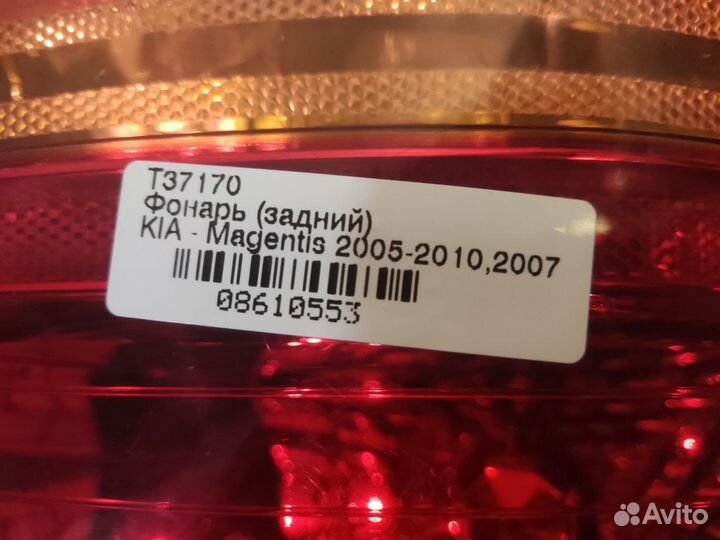 T37170
Фонарь (задний)
KIA - Magentis 2005-2010,2007
08610553
Avito